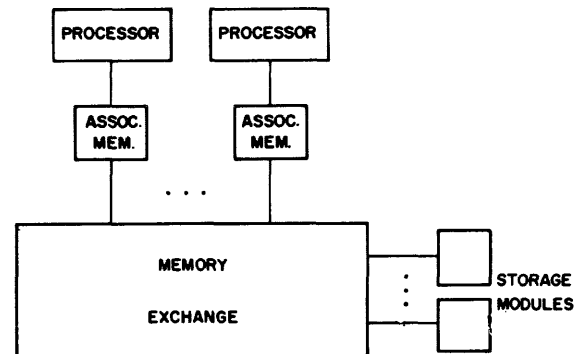 PROCESSOR
PROCESSOR
ASSOC.
MEM.
ASSOC.
MEM.
. . .
MEMORY
EXCHANGE
STORAGE
MODULES